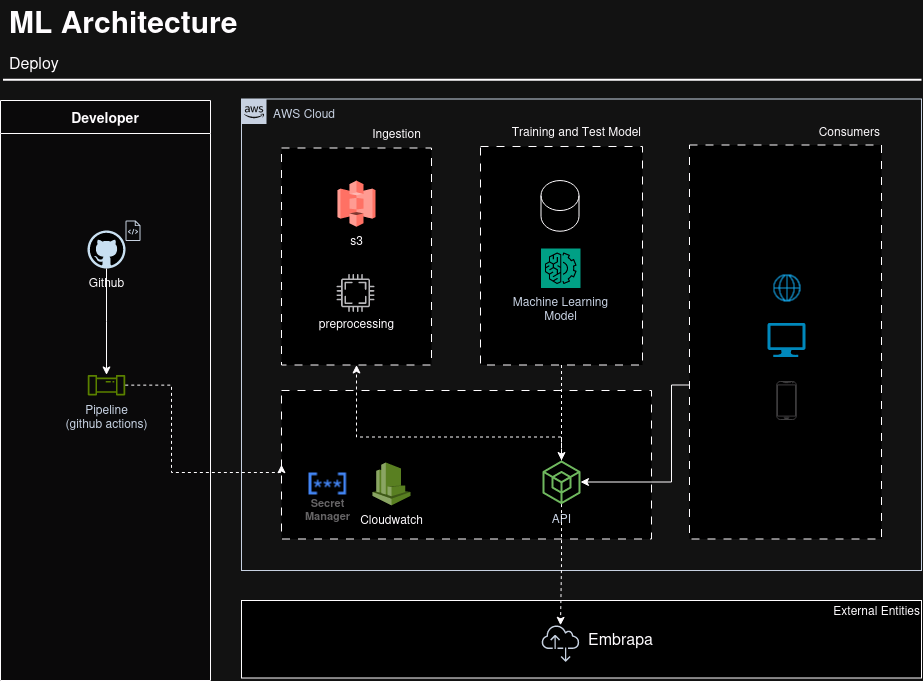 ML Architecture
Deploy
Developer
Github
Pipeline
(github actions)
aws
AWS Cloud
Ingestion
s3
preprocessing
Training and Test Model
Machine Learning
Model
Consumers
[***]
Secret
Manager
Cloudwatch
API
External Entities
Embrapa